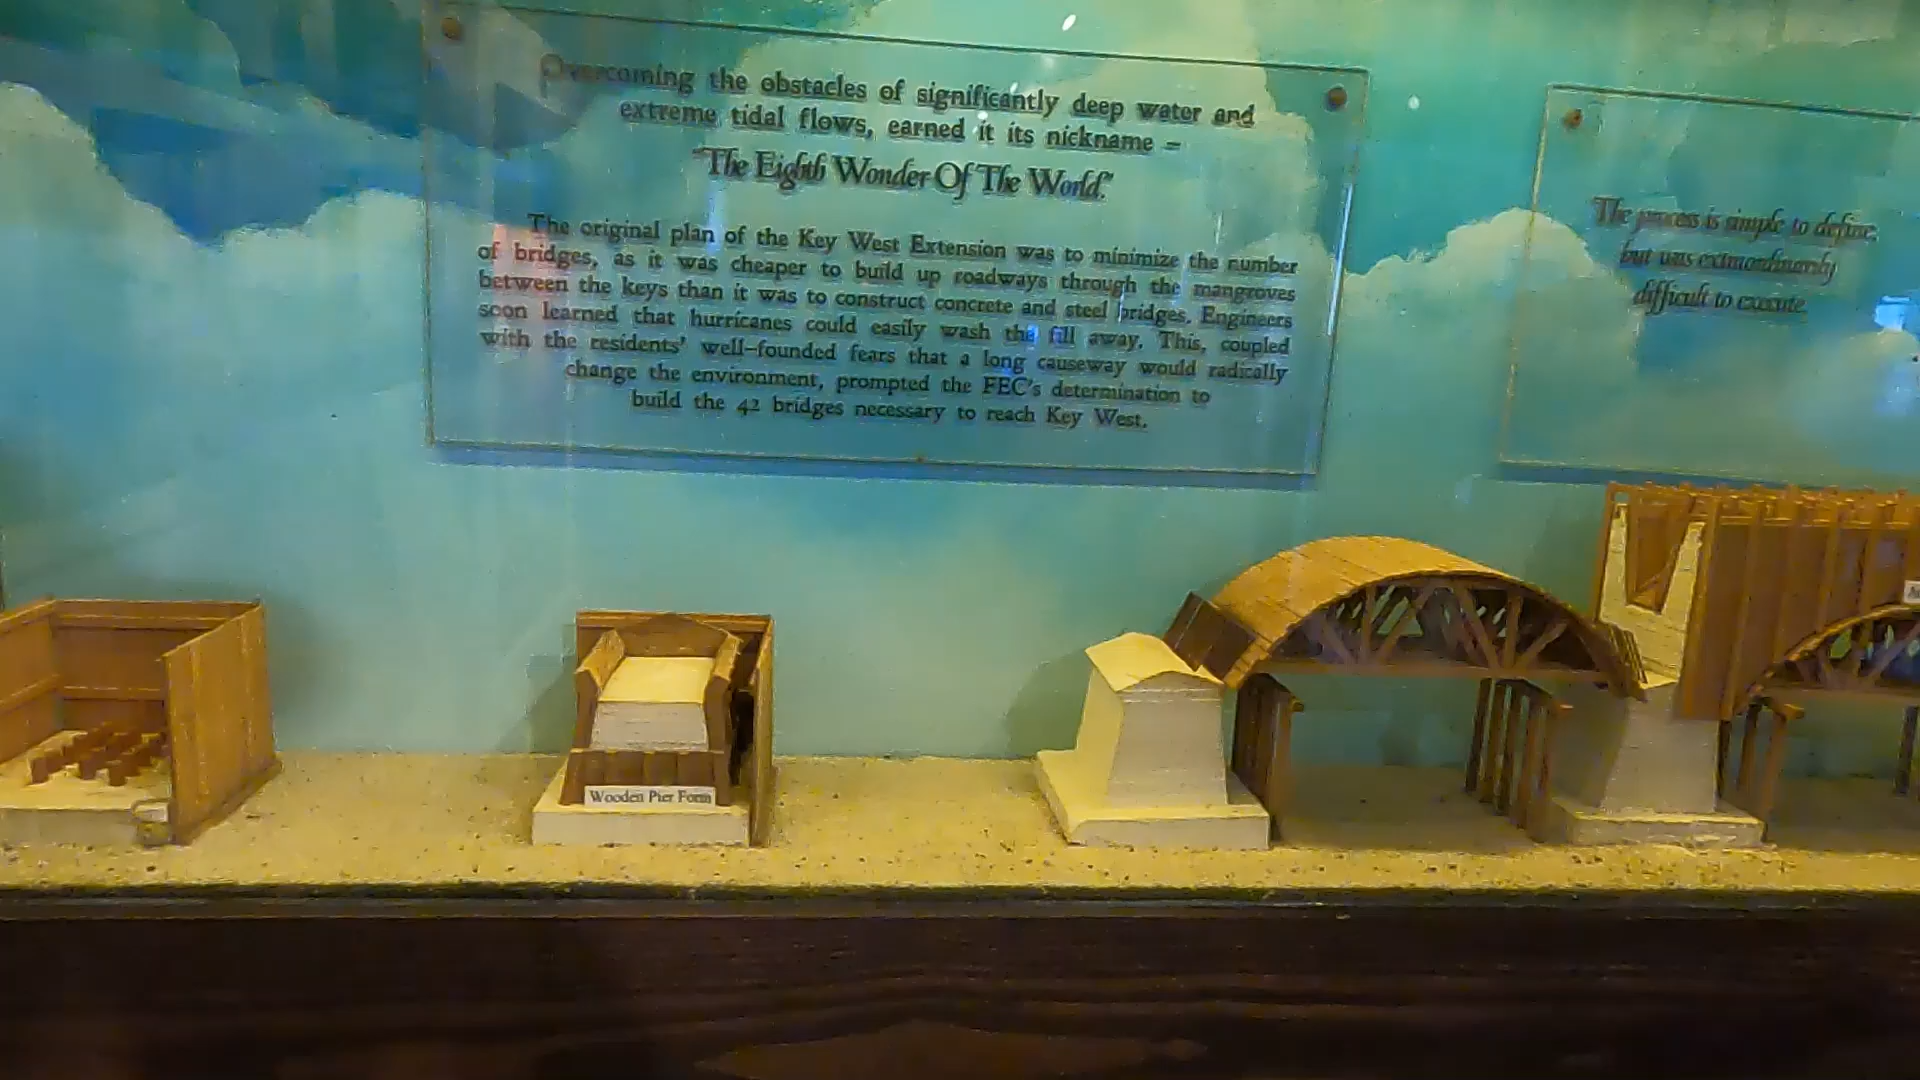 Overcoming the obstacles of significantly deep water and
extreme tidal flows, earned it its nickname –
"The Eighth Wonder Of The World."
The original plan of the Key West Extension was to minimize the number
of bridges, as it was cheaper to build up roadways through the mangroves
between the keys than it was to construct concrete and steel bridges. Engineers
soon learned that hurricanes could easily wash the fill away. This, coupled
with the residents' well-founded fears that a long causeway would radically
change the environment, prompted the FEC's determination to
build the 42 bridges necessary to reach Key West.
The process is simple to define,
but was extraordinarily
difficult to execute.
Wooden Pier Form